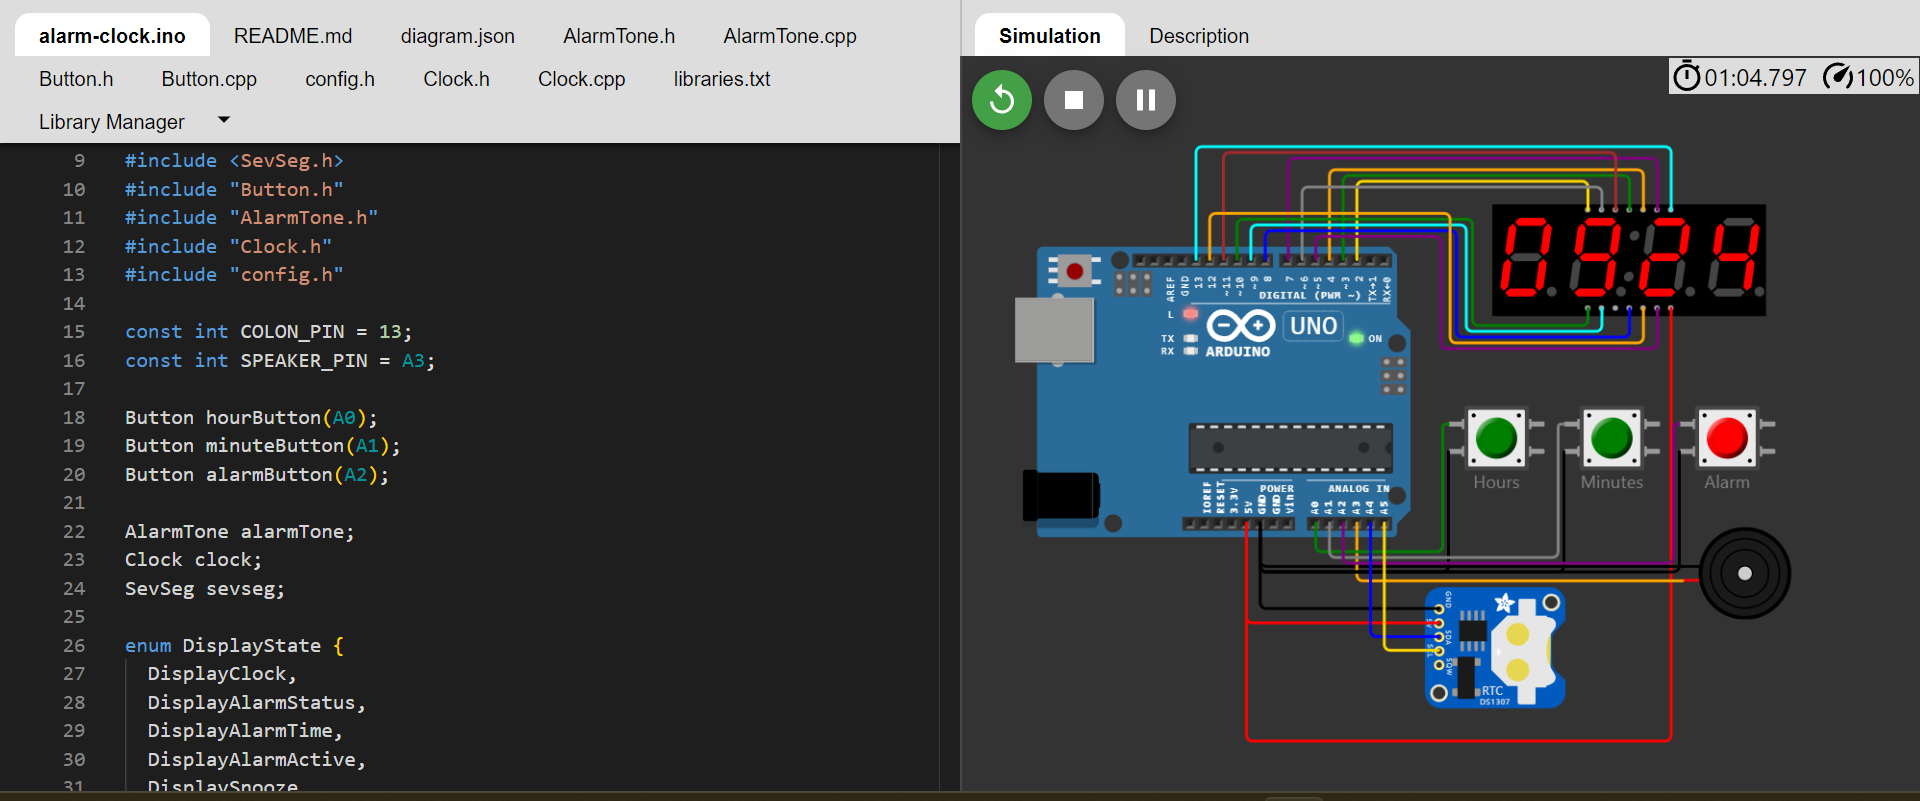 alarm-clock.ino README.md diagram.json AlarmTone.h AlarmTone.cpp
Button.h Button.cpp config.h Clock.h Clock.cpp libraries.txt
Library Manager
9 #include <SevSeg.h>
10 #include "Button.h"
11 #include "AlarmTone.h"
12 #include "Clock.h"
13 #include "config.h"
14
15 const int COLON_PIN = 13;
16 const int SPEAKER_PIN = A3;
17
18 Button hourButton(A0);
19 Button minuteButton(A1);
20 Button alarmButton(A2);
21
22 AlarmTone alarmTone;
23 Clock clock;
24 SevSeg sevseg;
25
26 enum DisplayState {
27 DisplayClock,
28 DisplayAlarmStatus,
29 DisplayAlarmTime,
30 DisplayAlarmActive,
31 DisplaySnooze
Simulation Description
01:04.797 100%
0924
AREF GND 13 12 ~11 ~10 ~9 8 7 ~6 ~5 4 ~3 2 TX→1 RX←0
DIGITAL (PWM ~)
L
UNO
TX ON
RX ARDUINO
IOREF RESET 3.3V 5V GND GND Vin A0 A1 A2 A3 A4 A5
POWER ANALOG IN
Hours Minutes Alarm
GND
5V
SDA
SCL
SQW
RTC
DS1307